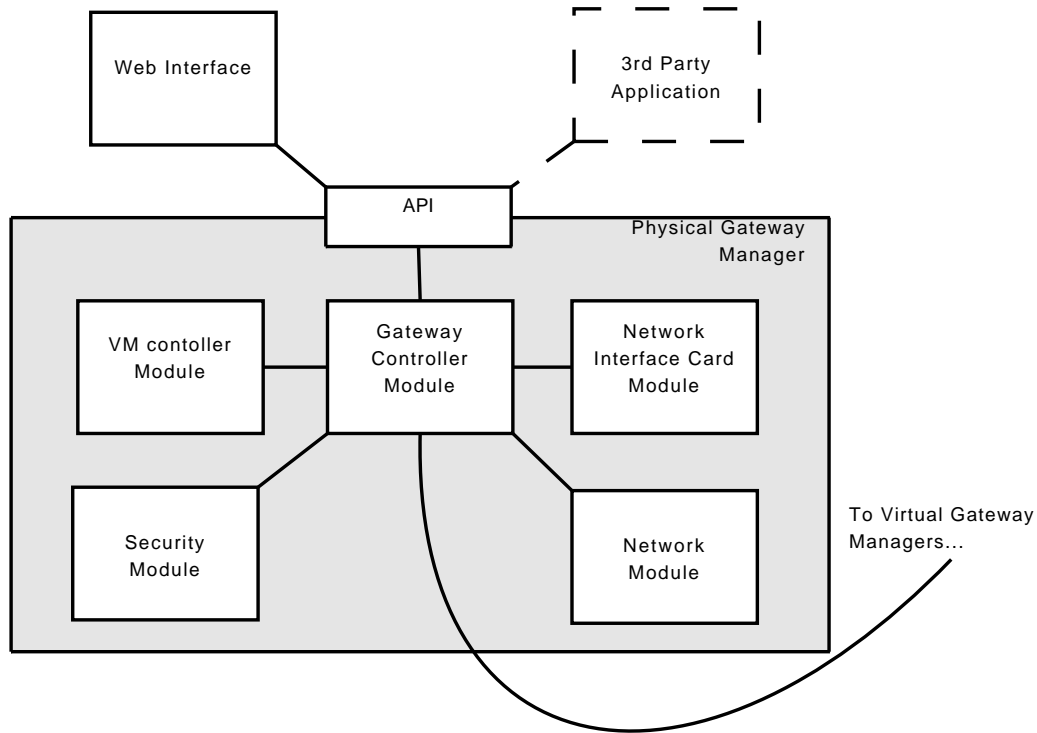 Web Interface
3rd Party
Application
API
Physical Gateway
Manager
VM contoller
Module
Gateway
Controller
Module
Network
Interface Card
Module
Security
Module
Network
Module
To Virtual Gateway
Managers...